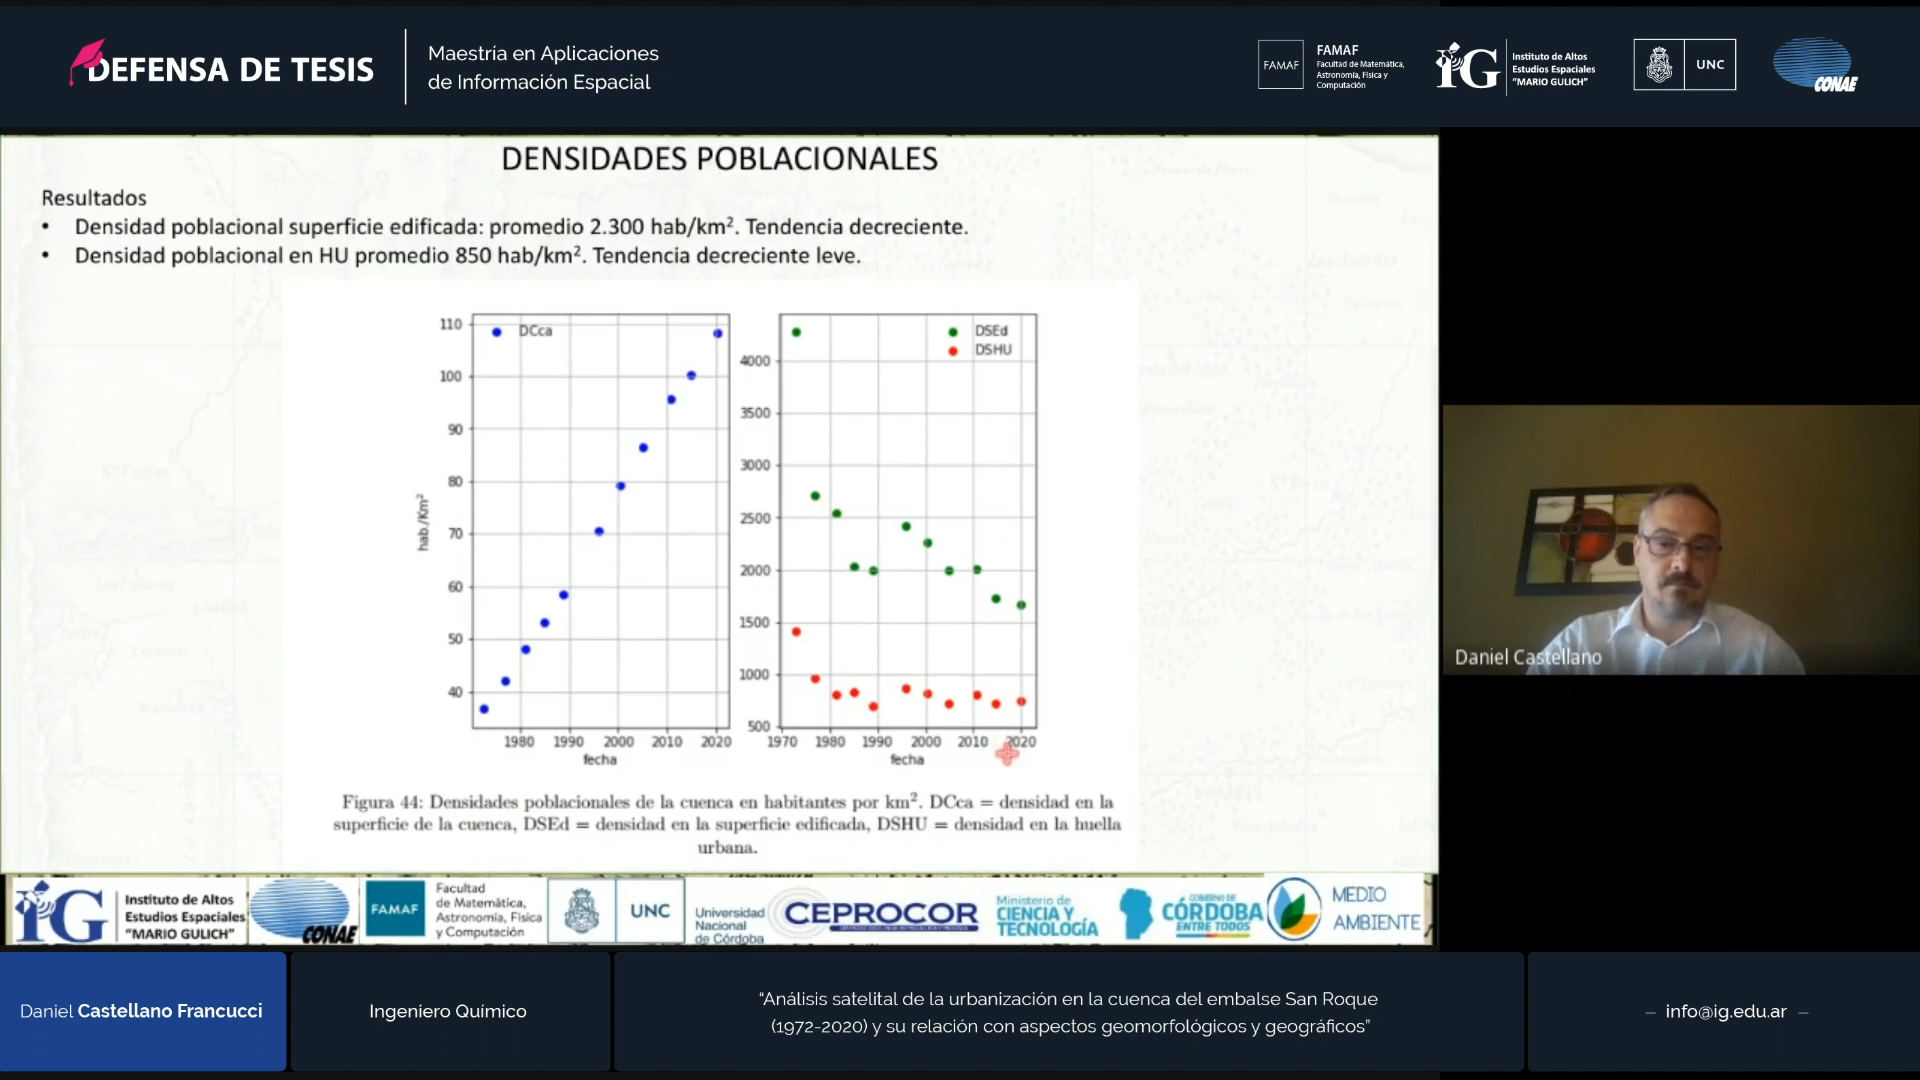 DEFENSA DE TESIS
Maestría en Aplicaciones
de Información Espacial
FAMAF
FAMAF
Facultad de Matemática,
Astronomía, Física y
Computación
iG
Instituto de Altos
Estudios Espaciales
"MARIO GULICH"
UNC
CONAE
DENSIDADES POBLACIONALES
Resultados
• Densidad poblacional superficie edificada: promedio 2.300 hab/km². Tendencia decreciente.
• Densidad poblacional en HU promedio 850 hab/km². Tendencia decreciente leve.
110
100
90
80
70
60
50
40
hab./Km²
DCca
1980 1990 2000 2010 2020
fecha
4000
3500
3000
2500
2000
1500
1000
500
DSEd
DSHU
1970 1980 1990 2000 2010 2020
fecha
Figura 44: Densidades poblacionales de la cuenca en habitantes por km². DCca = densidad en la
superficie de la cuenca, DSEd = densidad en la superficie edificada, DSHU = densidad en la huella
urbana.
Daniel Castellano
iG
Instituto de Altos
Estudios Espaciales
"MARIO GULICH"
CONAE
FAMAF
Facultad
de Matemática,
Astronomía, Física
y Computación
UNC
Universidad
Nacional
de Córdoba
CEPROCOR
Ministerio de
CIENCIA Y
TECNOLOGÍA
GOBIERNO DE
CÓRDOBA
ENTRE TODOS
MEDIO
AMBIENTE
Daniel Castellano Francucci
Ingeniero Químico
“Análisis satelital de la urbanización en la cuenca del embalse San Roque
(1972-2020) y su relación con aspectos geomorfológicos y geográficos”
– info@ig.edu.ar –